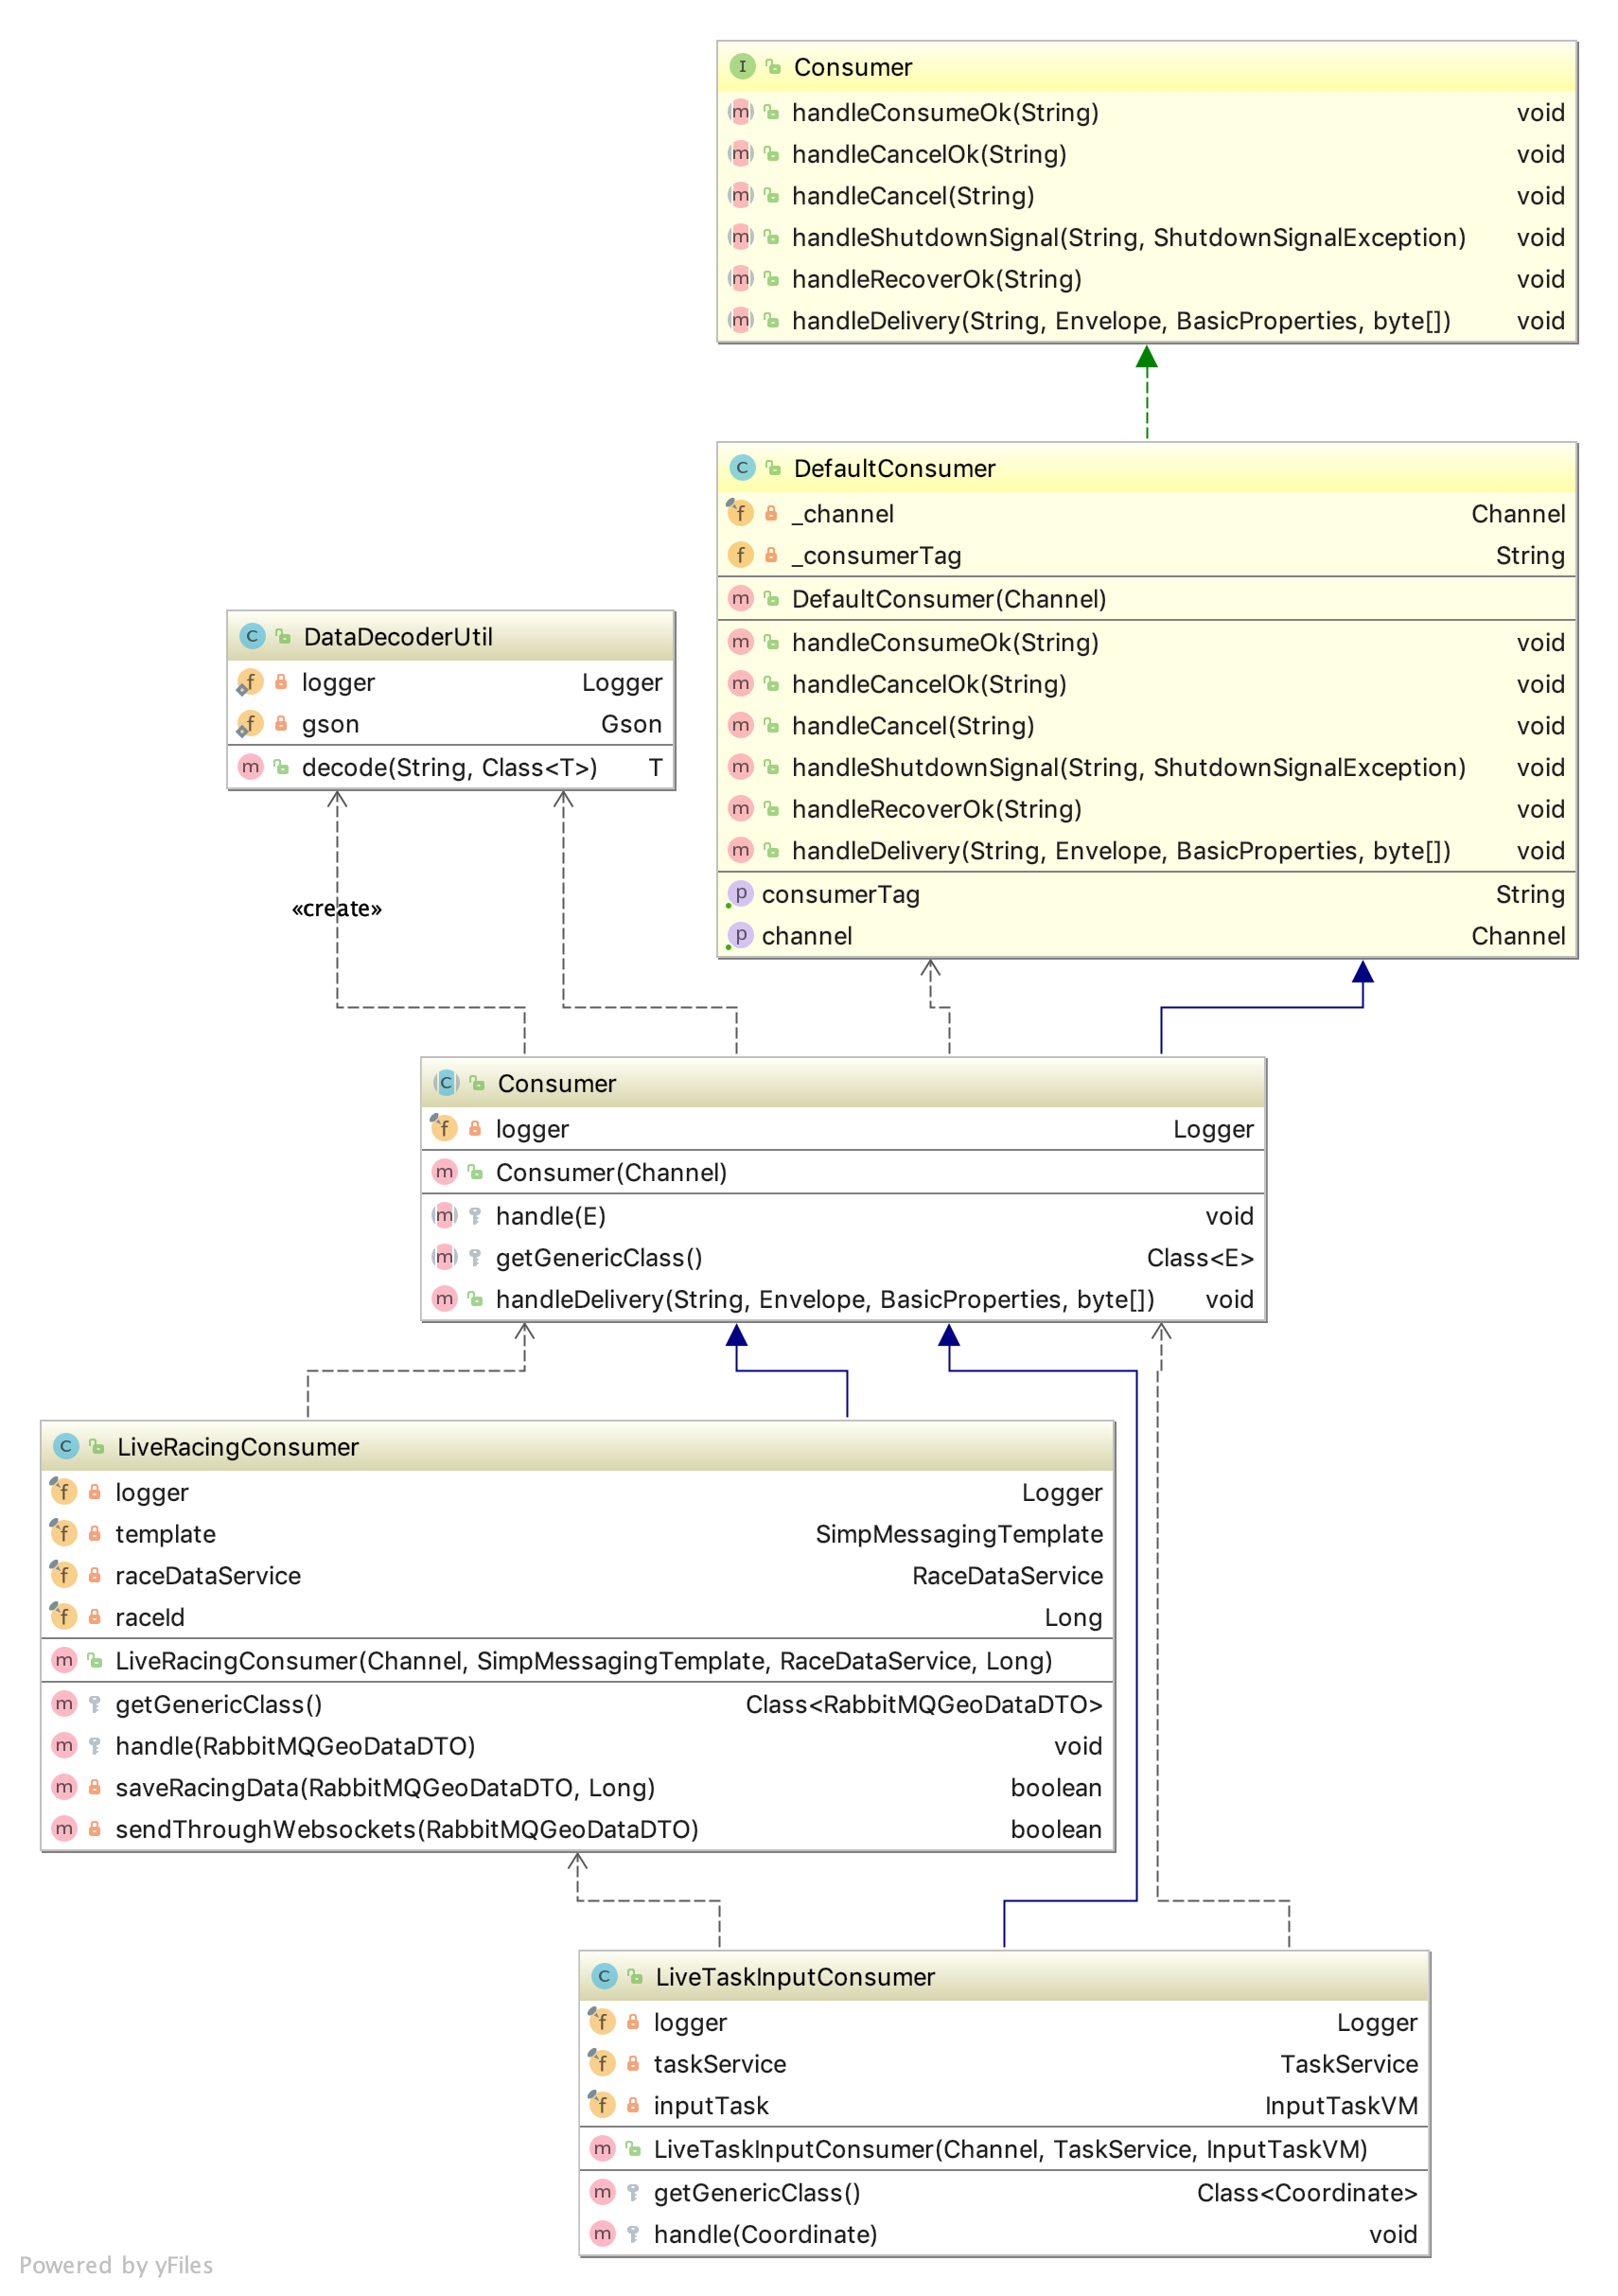 Consumer
handleConsumeOk(String) void
handleCancelOk(String) void
handleCancel(String) void
handleShutdownSignal(String, ShutdownSignalException) void
handleRecoverOk(String) void
handleDelivery(String, Envelope, BasicProperties, byte[]) void
DefaultConsumer
_channel Channel
_consumerTag String
DefaultConsumer(Channel)
handleConsumeOk(String) void
handleCancelOk(String) void
handleCancel(String) void
handleShutdownSignal(String, ShutdownSignalException) void
handleRecoverOk(String) void
handleDelivery(String, Envelope, BasicProperties, byte[]) void
consumerTag String
channel Channel
DataDecoderUtil
logger Logger
gson Gson
decode(String, Class<T>) T
«create»
Consumer
logger Logger
Consumer(Channel)
handle(E) void
getGenericClass() Class<E>
handleDelivery(String, Envelope, BasicProperties, byte[]) void
LiveRacingConsumer
logger Logger
template SimpMessagingTemplate
raceDataService RaceDataService
raceId Long
LiveRacingConsumer(Channel, SimpMessagingTemplate, RaceDataService, Long)
getGenericClass() Class<RabbitMQGeoDataDTO>
handle(RabbitMQGeoDataDTO) void
saveRacingData(RabbitMQGeoDataDTO, Long) boolean
sendThroughWebsockets(RabbitMQGeoDataDTO) boolean
LiveTaskInputConsumer
logger Logger
taskService TaskService
inputTask InputTaskVM
LiveTaskInputConsumer(Channel, TaskService, InputTaskVM)
getGenericClass() Class<Coordinate>
handle(Coordinate) void
Powered by yFiles